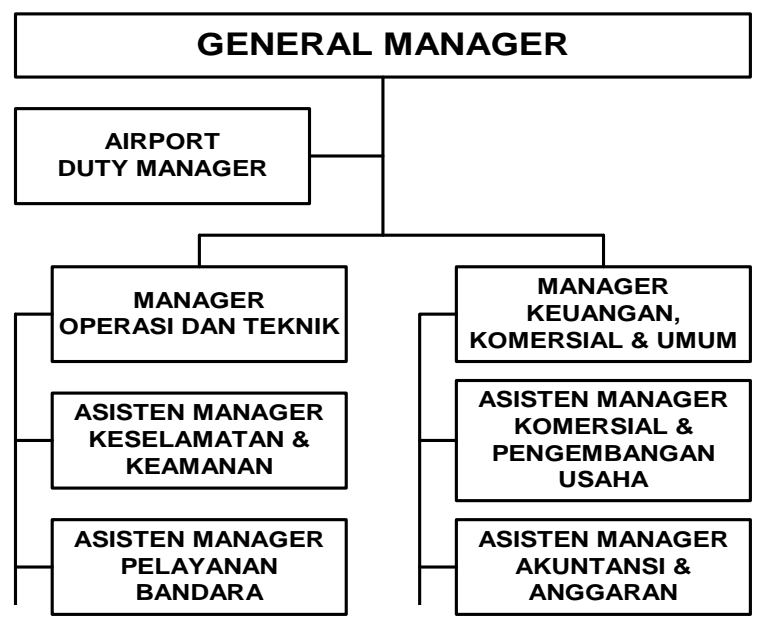 GENERAL MANAGER
AIRPORT
DUTY MANAGER
MANAGER
OPERASI DAN TEKNIK
MANAGER
KEUANGAN,
KOMERSIAL & UMUM
ASISTEN MANAGER
KESELAMATAN &
KEAMANAN
ASISTEN MANAGER
KOMERSIAL &
PENGEMBANGAN
USAHA
ASISTEN MANAGER
PELAYANAN
BANDARA
ASISTEN MANAGER
AKUNTANSI &
ANGGARAN